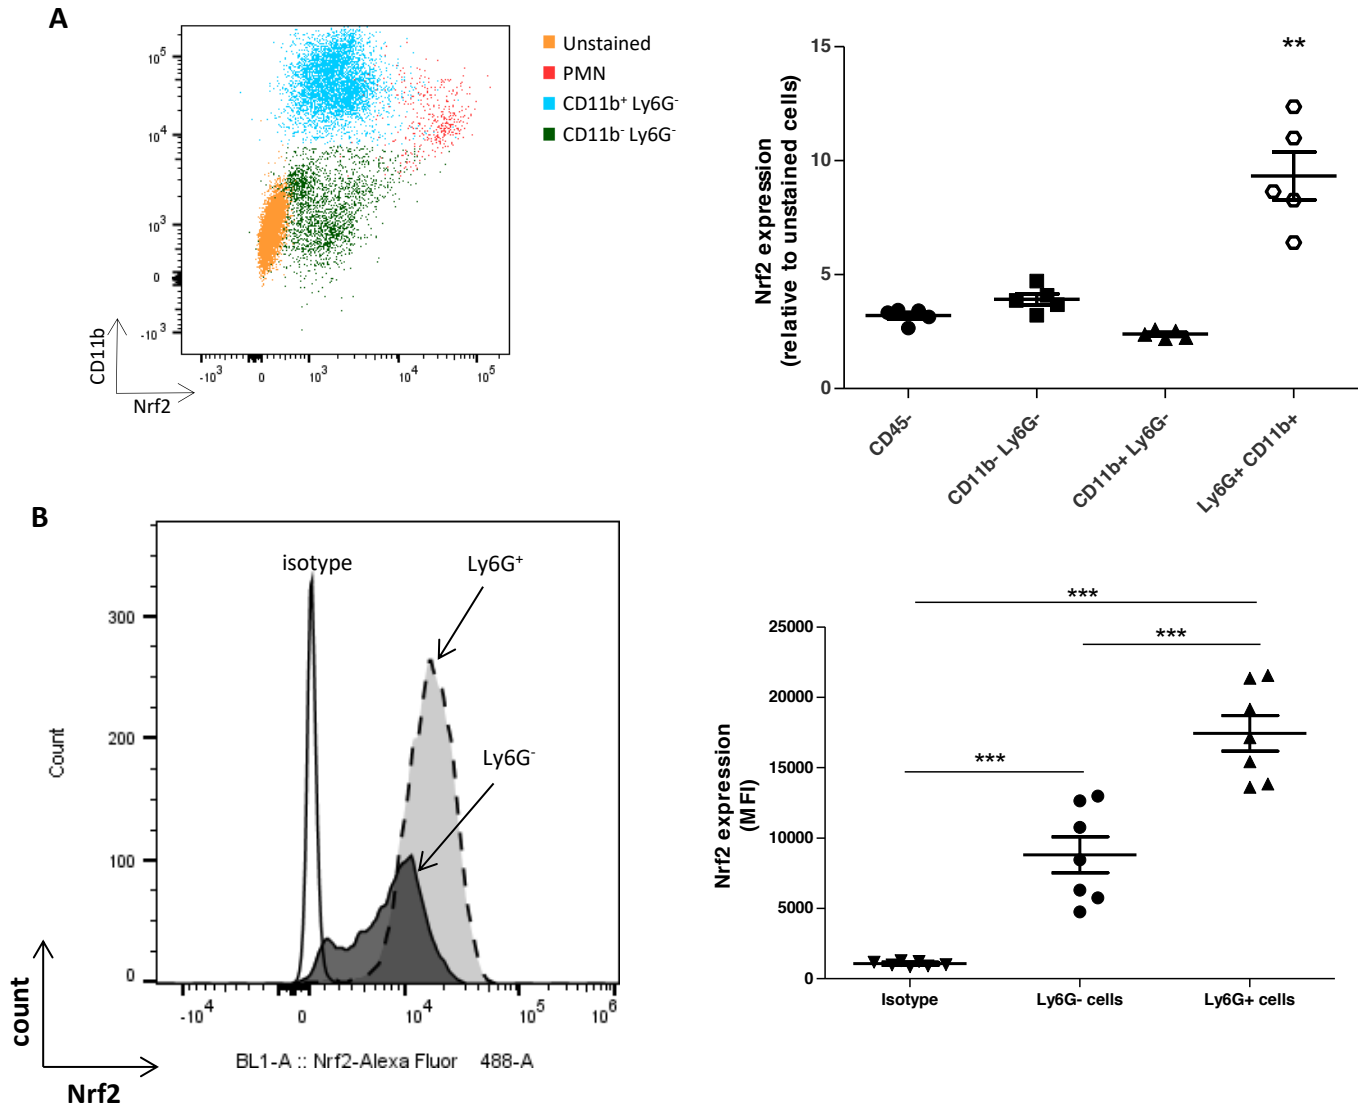 A
10^5
10^4
10^3
0
-10^3
-10^3 0 10^3 10^4 10^5
CD11b
Nrf2
Unstained
PMN
CD11b+ Ly6G-
CD11b- Ly6G-
Nrf2 expression
(relative to unstained cells)
15
10
5
0
**
CD45-
CD11b- Ly6G-
CD11b+ Ly6G-
Ly6G+ CD11b+
B
isotype
Ly6G+
Ly6G-
Count
300
200
100
0
-10^4 0 10^4 10^5 10^6
BL1-A :: Nrf2-Alexa Fluor 488-A
count
Nrf2
Nrf2 expression
(MFI)
25000
20000
15000
10000
5000
0
***
***
***
Isotype Ly6G- cells Ly6G+ cells